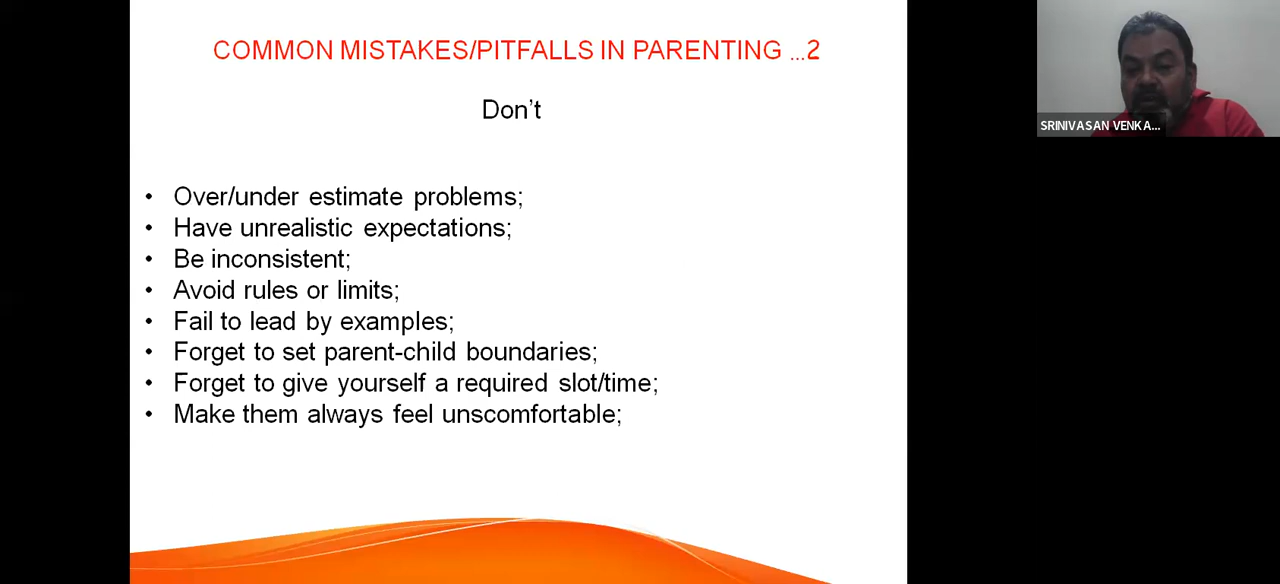 COMMON MISTAKES/PITFALLS IN PARENTING ...2
Don't
• Over/under estimate problems;
• Have unrealistic expectations;
• Be inconsistent;
• Avoid rules or limits;
• Fail to lead by examples;
• Forget to set parent-child boundaries;
• Forget to give yourself a required slot/time;
• Make them always feel unscomfortable;
SRINIVASAN VENKA...